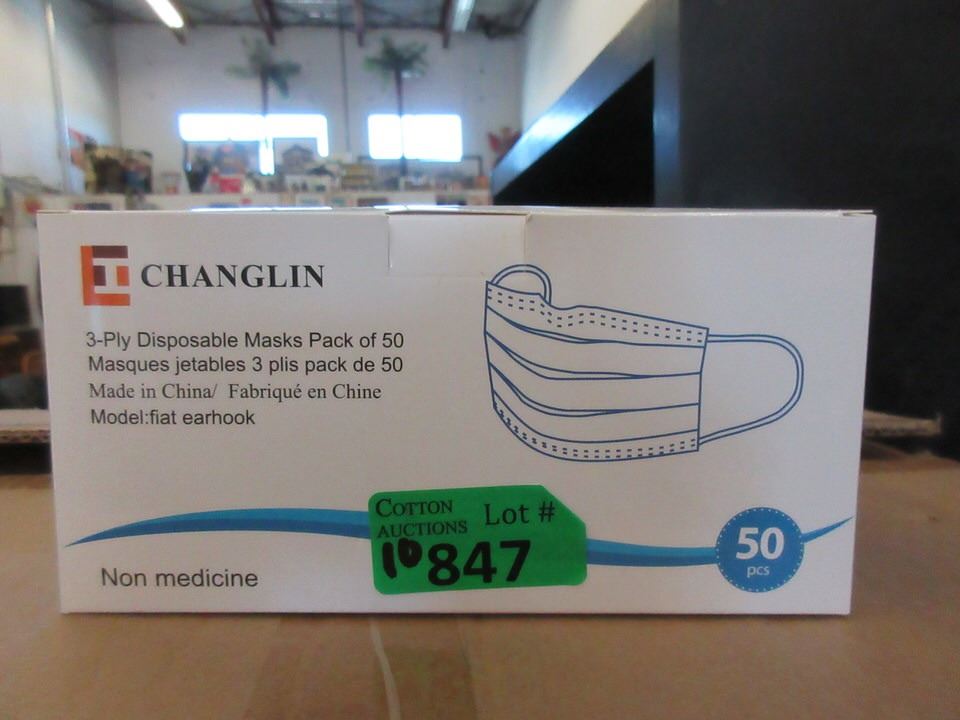 CHANGLIN
3-Ply Disposable Masks Pack of 50
Masques jetables 3 plis pack de 50
Made in China/ Fabriqué en Chine
Model:fiat earhook
COTTON
AUCTIONS
Lot #
10847
50
pcs
Non medicine